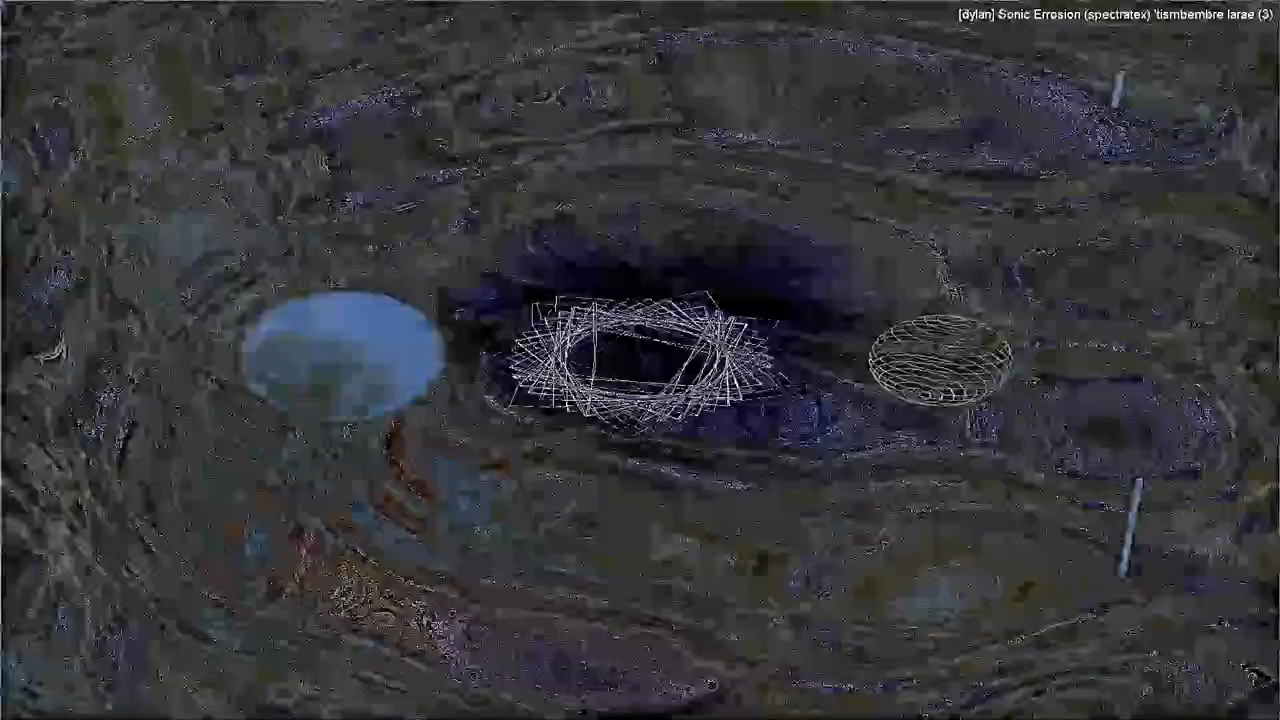 [dylan] Sonic Errosion (spectratex) 'tismbembre larae (3)